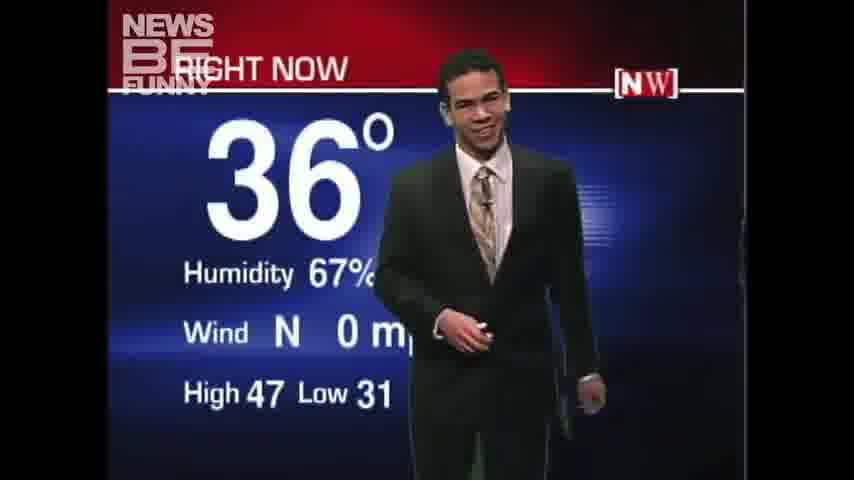 NEWS
BE
FUNNY
RIGHT NOW
[NW]
36°
Humidity 67%
Wind N 0 m
High 47 Low 31